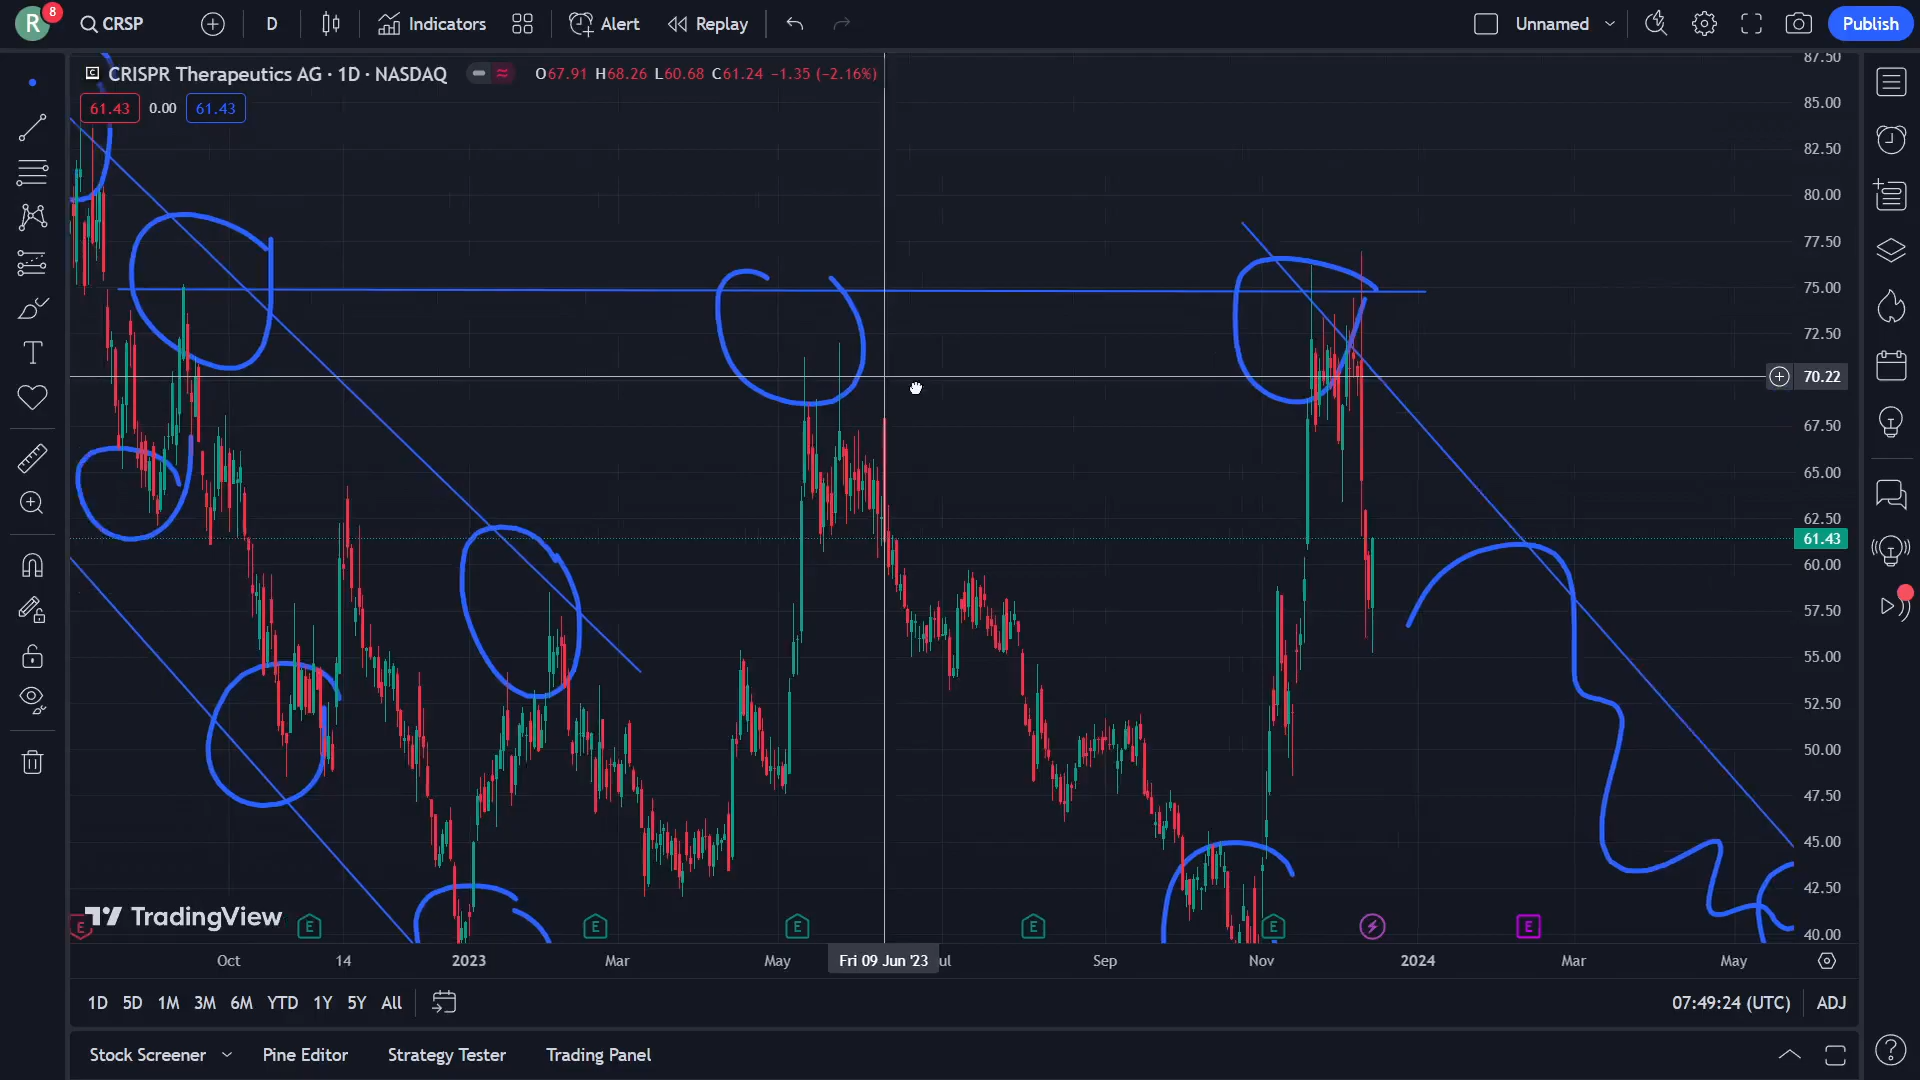 R 8 CRSP D Indicators Alert Replay Unnamed Publish
CRISPR Therapeutics AG · 1D · NASDAQ O67.91 H68.26 L60.68 C61.24 −1.35 (−2.16%)
61.43 0.00 61.43
87.50
85.00
82.50
80.00
77.50
75.00
72.50
70.22
67.50
65.00
62.50
61.43
60.00
57.50
55.00
52.50
50.00
47.50
45.00
42.50
40.00
TradingView
E E E E E E E
Oct 14 2023 Mar May Fri 09 Jun '23 ul Sep Nov 2024 Mar May
1D 5D 1M 3M 6M YTD 1Y 5Y All 07:49:24 (UTC) ADJ
Stock Screener Pine Editor Strategy Tester Trading Panel